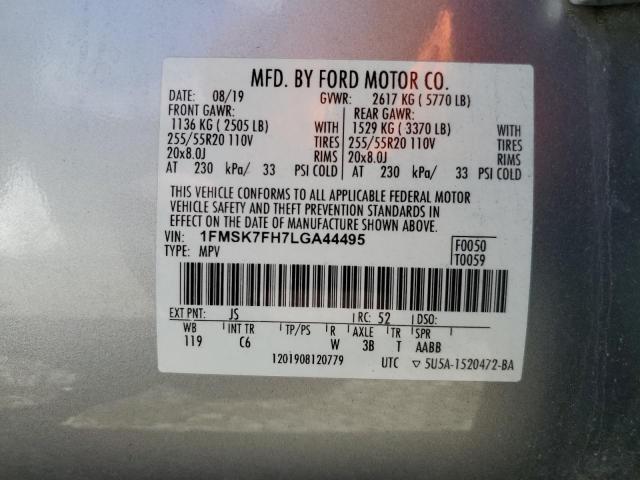 MFD. BY FORD MOTOR CO.
DATE: 08/19 GVWR: 2617 KG ( 5770 LB)
FRONT GAWR: REAR GAWR:
1136 KG ( 2505 LB) WITH 1529 KG ( 3370 LB) WITH
255/55R20 110V TIRES 255/55R20 110V TIRES
20x8.0J RIMS 20x8.0J RIMS
AT 230 kPa/ 33 PSI COLD AT 230 kPa/ 33 PSI COLD
THIS VEHICLE CONFORMS TO ALL APPLICABLE FEDERAL MOTOR
VEHICLE SAFETY AND THEFT PREVENTION STANDARDS IN
EFFECT ON THE DATE OF MANUFACTURE SHOWN ABOVE.
VIN: 1FMSK7FH7LGA44495 F0050
TYPE: MPV T0059
EXT PNT: JS RC: 52 DSO:
WB INT TR TP/PS R AXLE TR SPR
119 C6 W 3B T AABB
1201908120779 UTC ▽ 5U5A-1520472-BA